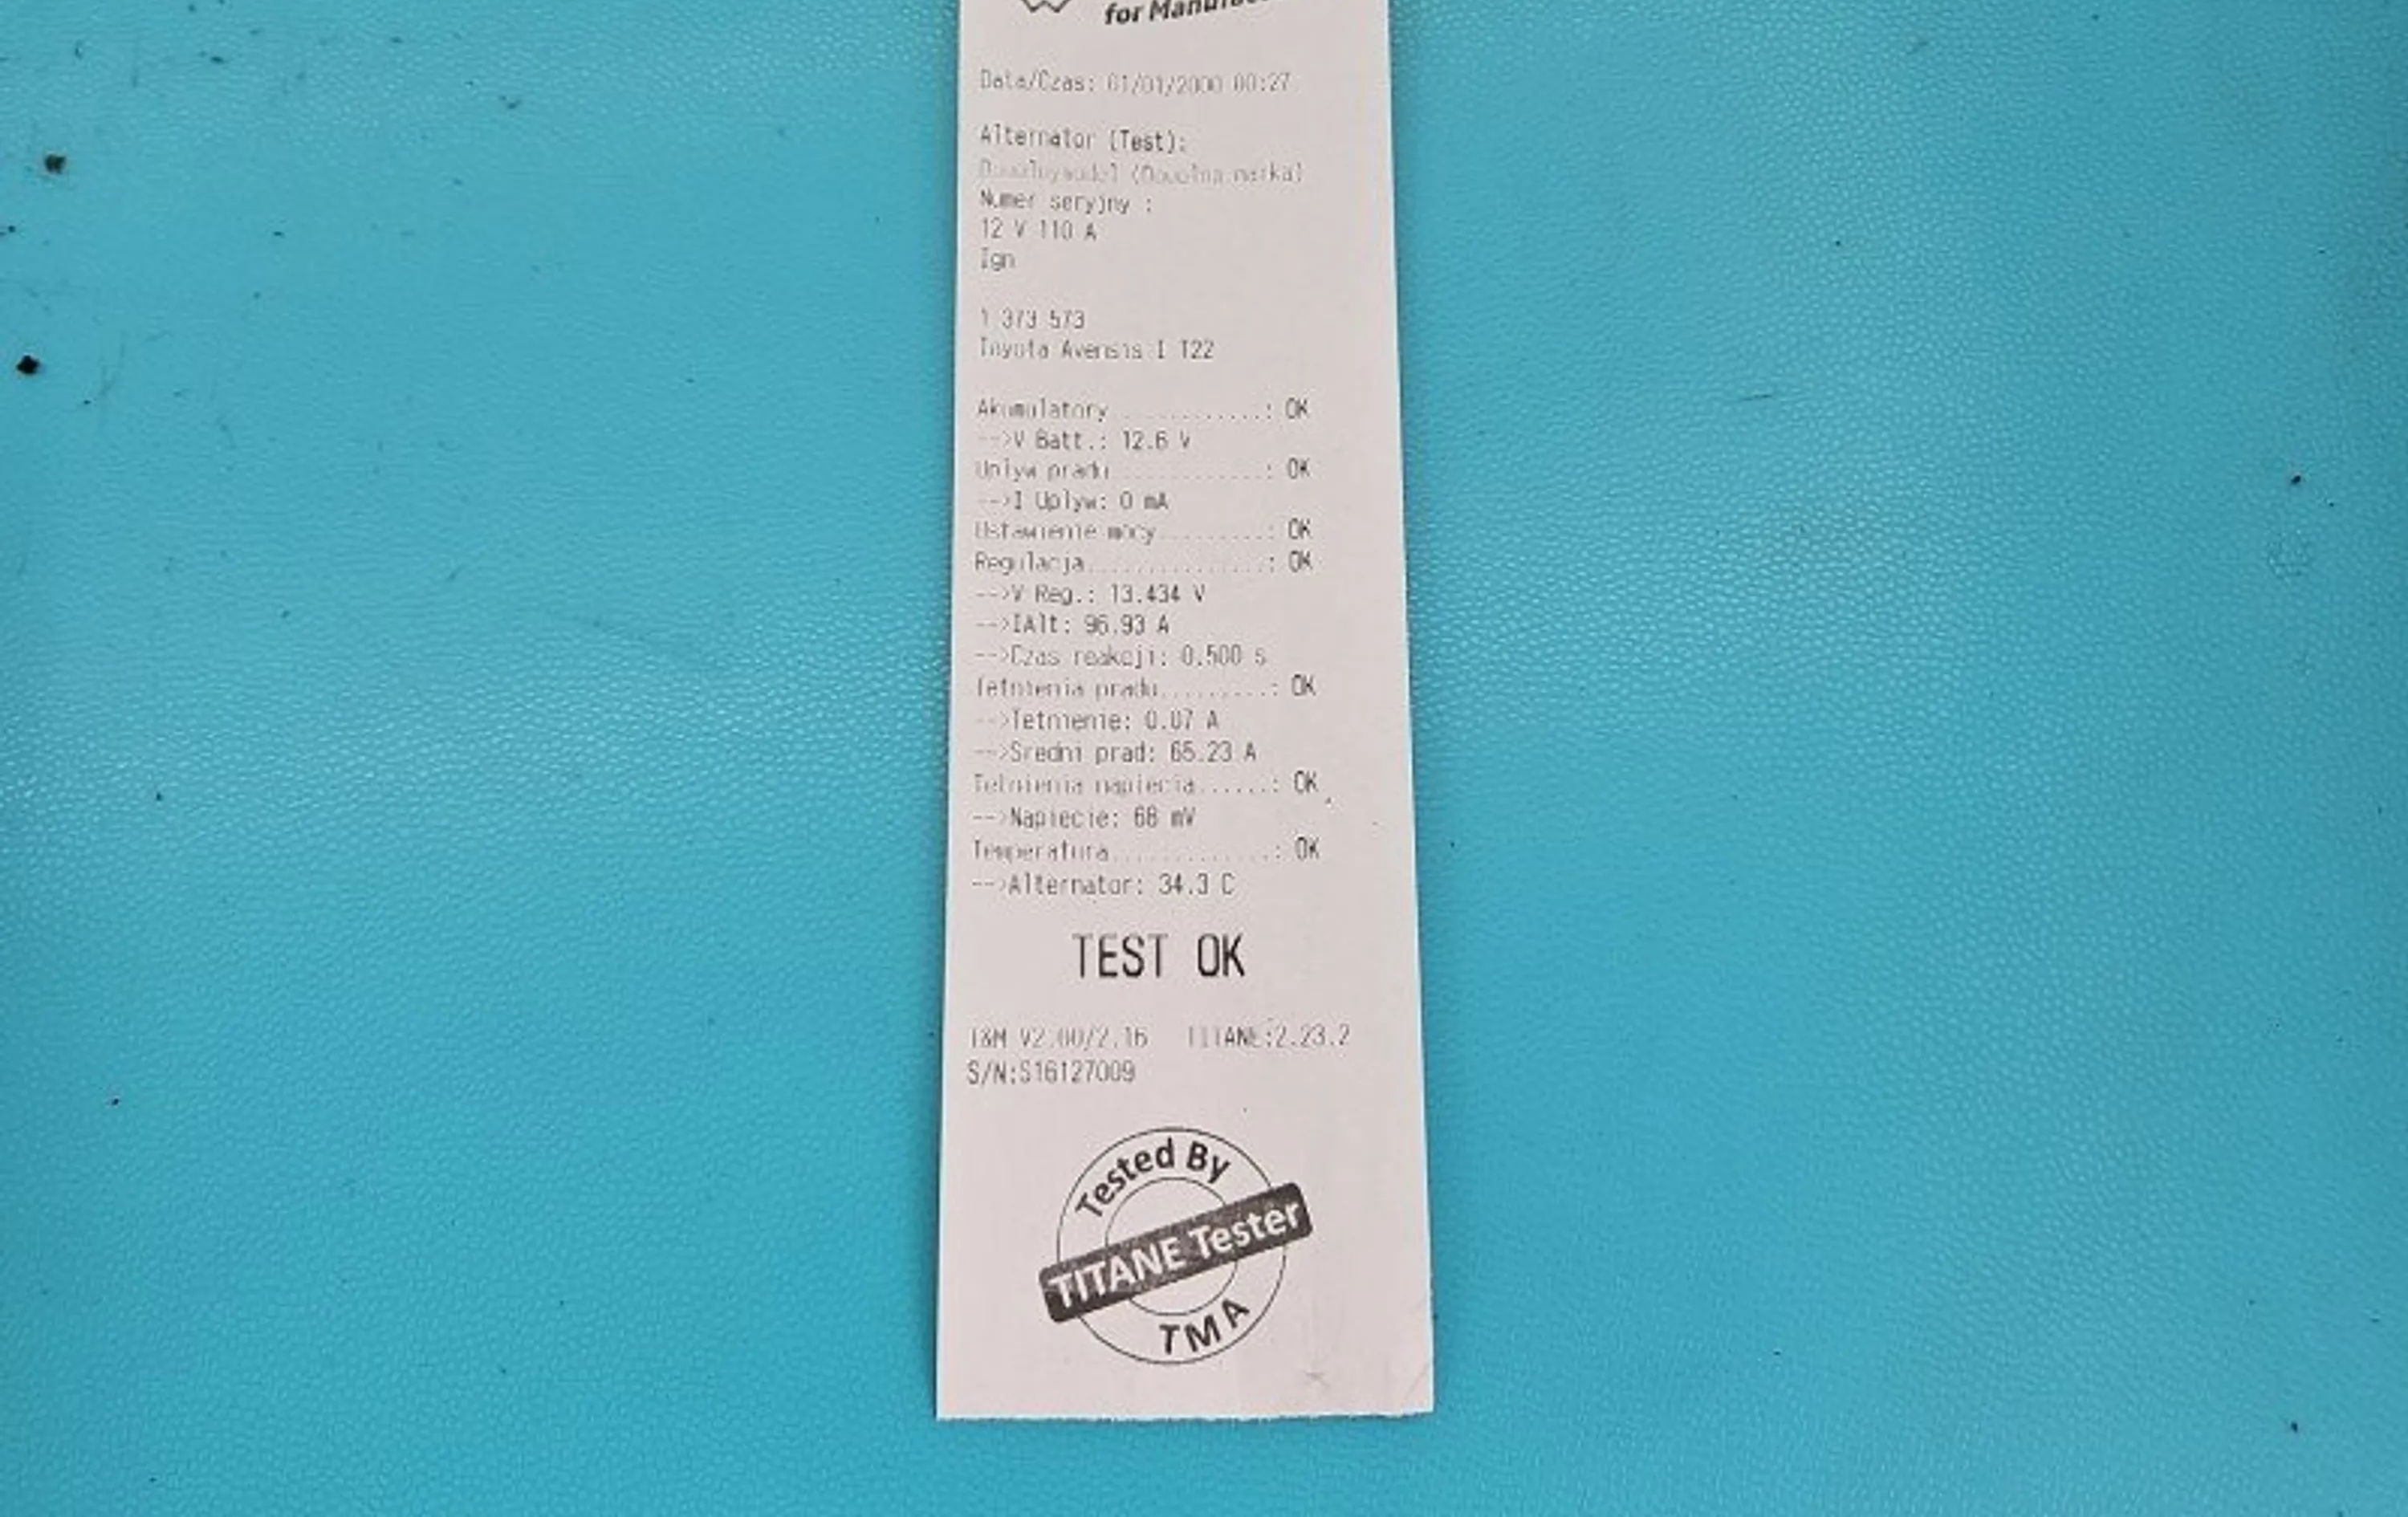 for
Data/Czas: 01/01/2000 00:27
Alternator (Test):
(Dowolna marka)
Numer seryjny :
12 V 110 A
Ign
1 373 573
Toyota Avensis I T22
Akumulatory............: OK
-->V Batt.: 12.6 V
Uplyw pradu............: OK
-->I Uplyw: 0 mA
Ustawienie mocy.........: OK
Regulacja...............: OK
-->V Reg.: 13.434 V
-->IAlt: 96.93 A
-->Czas reakcji: 0.500 s
Tetnienia pradu.........: OK
-->Tetnienie: 0.07 A
-->Sredni prad: 65.23 A
Tetnienia napiecia......: OK
-->Napiecie: 68 mV
Temperatura.............: OK
-->Alternator: 34.3 C
TEST OK
T&M V2.00/2.16 TITANE:2.23.2
S/N:S16127009
Tested By
TITANE Tester
TMA